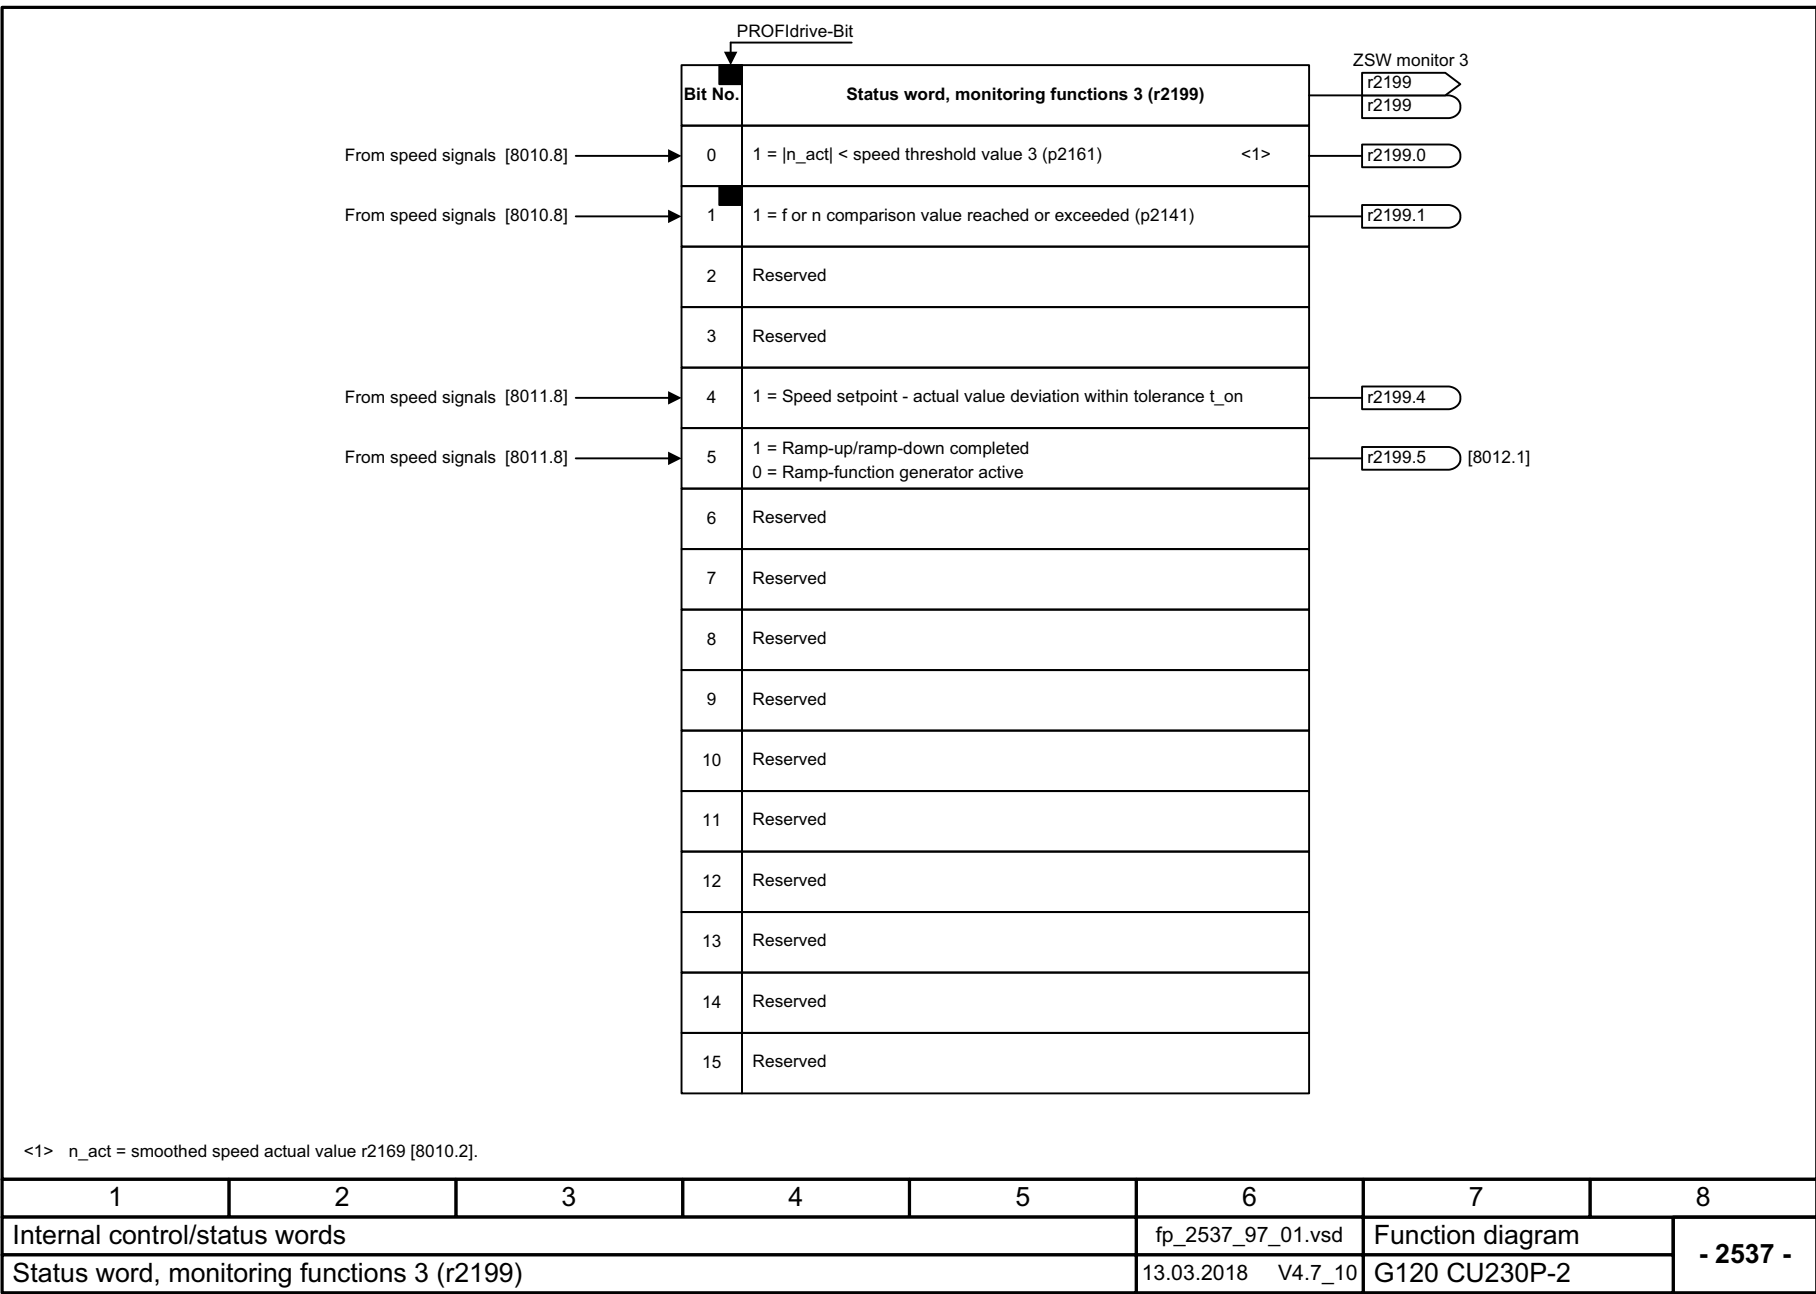 PROFIdrive-Bit
ZSW monitor 3
Bit No. Status word, monitoring functions 3 (r2199) r2199
r2199
From speed signals [8010.8] 0 1 = |n_act| < speed threshold value 3 (p2161) <1> r2199.0
From speed signals [8010.8] 1 1 = f or n comparison value reached or exceeded (p2141) r2199.1
2 Reserved
3 Reserved
From speed signals [8011.8] 4 1 = Speed setpoint - actual value deviation within tolerance t_on r2199.4
From speed signals [8011.8] 5 1 = Ramp-up/ramp-down completed
0 = Ramp-function generator active r2199.5 [8012.1]
6 Reserved
7 Reserved
8 Reserved
9 Reserved
10 Reserved
11 Reserved
12 Reserved
13 Reserved
14 Reserved
15 Reserved
<1> n_act = smoothed speed actual value r2169 [8010.2].
1 2 3 4 5 6 7 8
Internal control/status words fp_2537_97_01.vsd Function diagram - 2537 -
Status word, monitoring functions 3 (r2199) 13.03.2018 V4.7_10 G120 CU230P-2